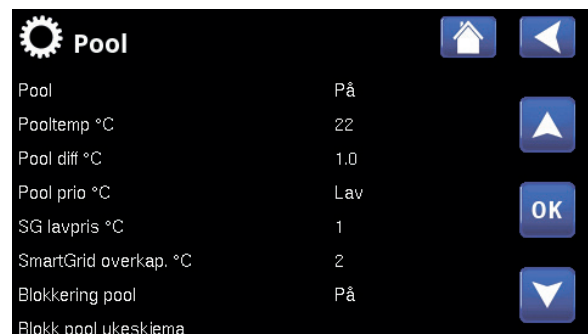 Pool
Pool På
Pooltemp °C 22
Pool diff °C 1.0
Pool prio °C Lav
SG lavpris °C 1
OK
SmartGrid overkap. °C 2
Blokkering pool På
Blokk pool ukeskjema